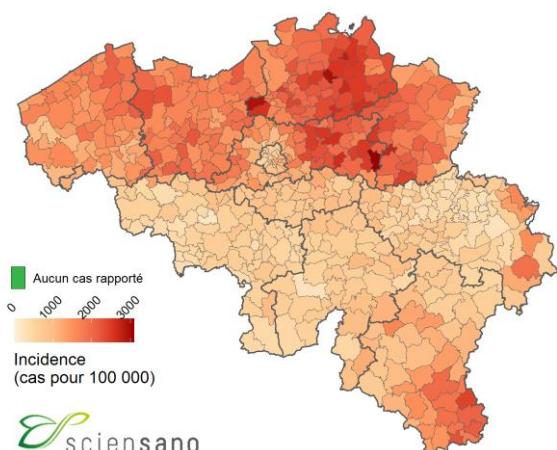 Aucun cas rapporté
0 1000 2000 3000
Incidence
(cas pour 100 000)
sciensano